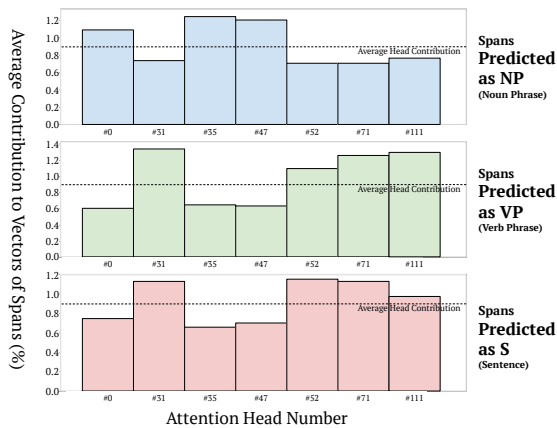 Average Contribution to Vectors of Spans (%)
1.2
1.0
0.8
0.6
0.4
0.2
0.0
Average Head Contribution
#0 #31 #35 #47 #52 #71 #111
Spans
Predicted
as NP
(Noun Phrase)
1.4
1.2
1.0
0.8
0.6
0.4
0.2
0.0
Average Head Contribution
#0 #31 #35 #47 #52 #71 #111
Spans
Predicted
as VP
(Verb Phrase)
1.2
1.0
0.8
0.6
0.4
0.2
0.0
Average Head Contribution
#0 #31 #35 #47 #52 #71 #111
Spans
Predicted
as S
(Sentence)
Attention Head Number